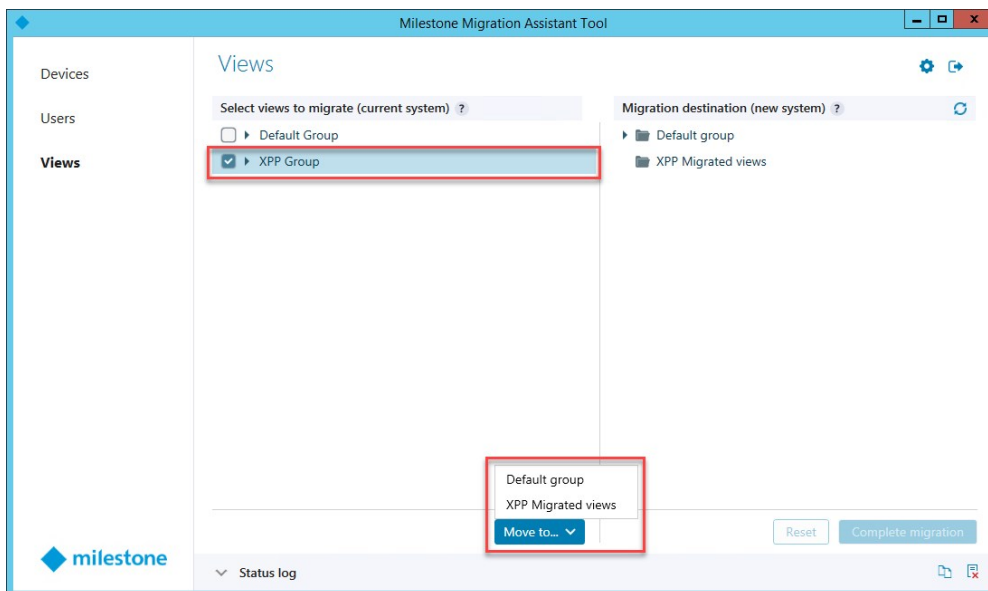 Milestone Migration Assistant Tool
Devices
Users
Views
Views
Select views to migrate (current system) ?
Default Group
XPP Group
Migration destination (new system) ?
Default group
XPP Migrated views
Default group
XPP Migrated views
Move to...
Reset
Complete migration
milestone
Status log